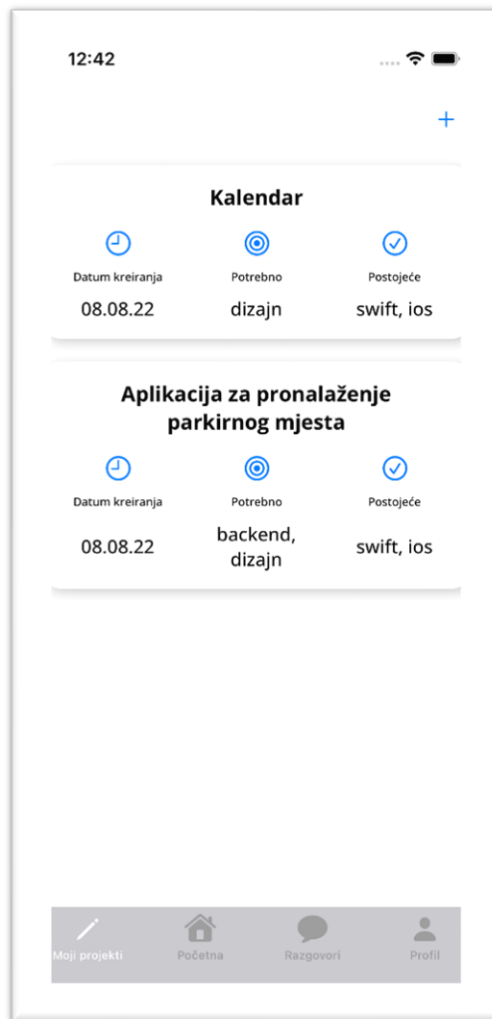 12:42
+
Kalendar
Datum kreiranja Potrebno Postojeće
08.08.22 dizajn swift, ios
Aplikacija za pronalaženje
parkirnog mjesta
Datum kreiranja Potrebno Postojeće
08.08.22 backend, dizajn swift, ios
Moji projekti Početna Razgovori Profil